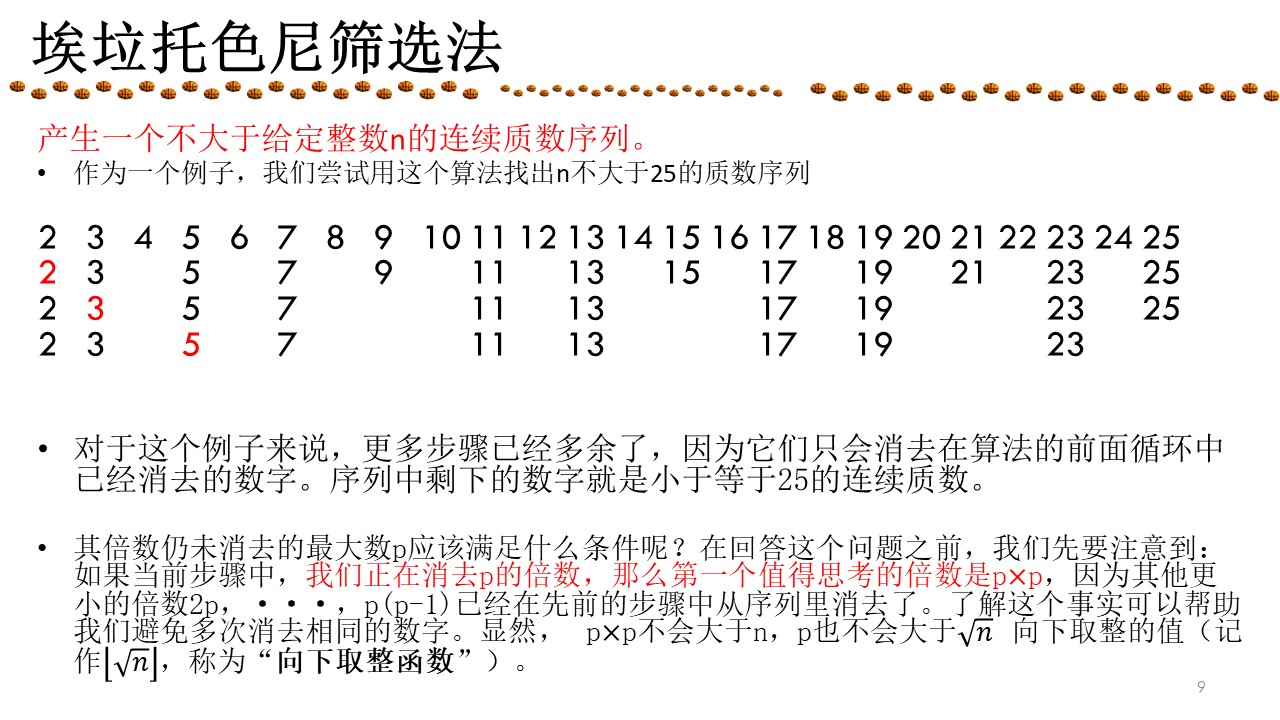 埃垃托色尼筛选法
产生一个不大于给定整数n的连续质数序列。
• 作为一个例子，我们尝试用这个算法找出n不大于25的质数序列
2 3 4 5 6 7 8 9 10 11 12 13 14 15 16 17 18 19 20 21 22 23 24 25
2 3 5 7 9 11 13 15 17 19 21 23 25
2 3 5 7 11 13 17 19 23 25
2 3 5 7 11 13 17 19 23
• 对于这个例子来说，更多步骤已经多余了，因为它们只会消去在算法的前面循环中
已经消去的数字。序列中剩下的数字就是小于等于25的连续质数。
• 其倍数仍未消去的最大数p应该满足什么条件呢？在回答这个问题之前，我们先要注意到：
如果当前步骤中，我们正在消去p的倍数，那么第一个值得思考的倍数是p×p，因为其他更
小的倍数2p，•••，p(p-1)已经在先前的步骤中从序列里消去了。了解这个事实可以帮助
我们避免多次消去相同的数字。显然， p×p不会大于n，p也不会大于√n 向下取整的值（记
作⌊√n⌋，称为“向下取整函数”）。
9